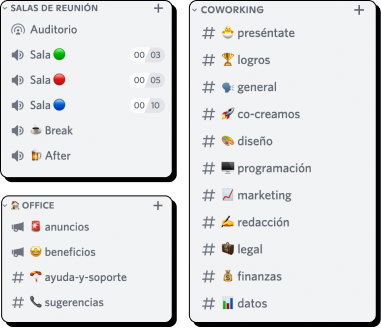 SALAS DE REUNIÓN
Auditorio
Sala 00 03
Sala 00 05
Sala 00 10
Break
After
OFFICE
anuncios
beneficios
ayuda-y-soporte
sugerencias
COWORKING
preséntate
logros
general
co-creamos
diseño
programación
marketing
redacción
legal
finanzas
datos